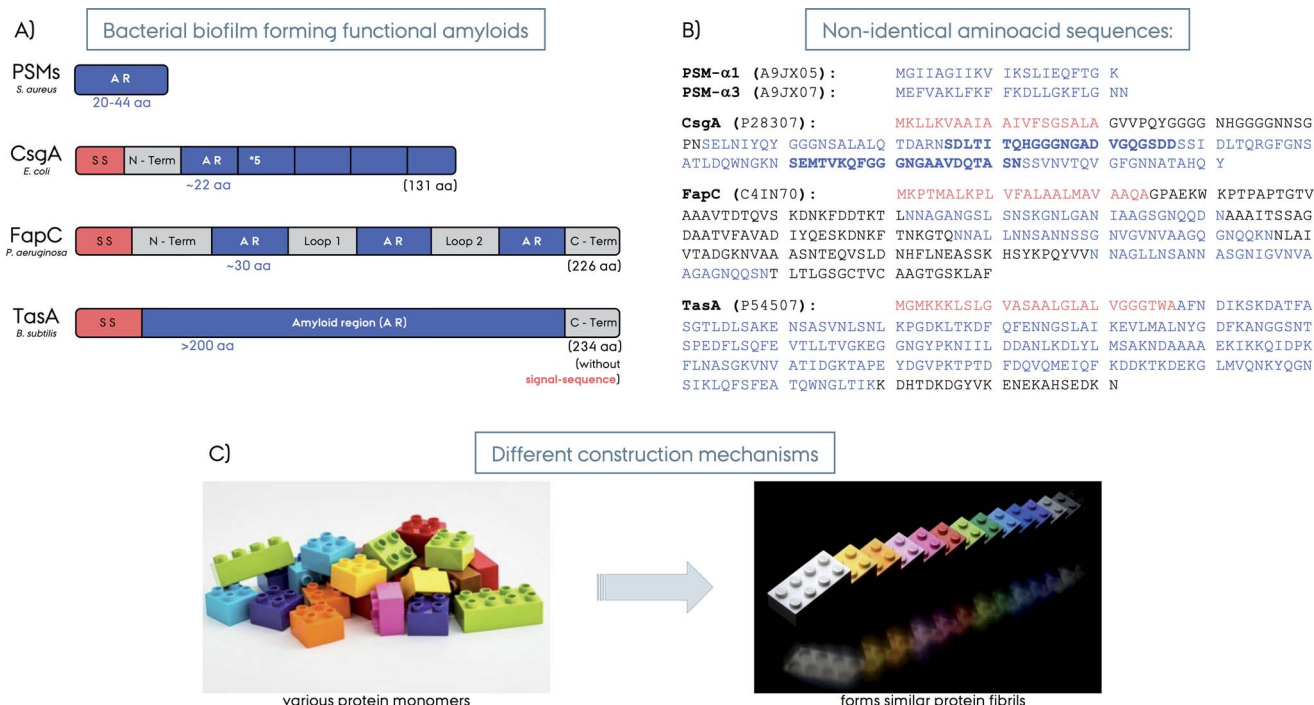 A)
Bacterial biofilm forming functional amyloids
PSMs
S. aureus
A R
20-44 aa
CsgA
E. coli
S S
N - Term
A R
*5
~22 aa
(131 aa)
FapC
P. aeruginosa
S S
N - Term
A R
Loop 1
A R
Loop 2
A R
C - Term
~30 aa
(226 aa)
TasA
B. subtilis
S S
Amyloid region (A R)
C - Term
>200 aa
(234 aa)
(without
signal-sequence)
B)
Non-identical aminoacid sequences:
PSM-α1 (A9JX05): MGIIAGIIKV IKSLIEQFTG K
PSM-α3 (A9JX07): MEFVAKLFKF FKDLLGKFLG NN
CsgA (P28307): MKLLKVAAIA AIVFSGSALA GVVPQYGGGG NHGGGGNNSG
PNSELNIYQY GGGNSALALQ TDARNSDLTI TQHGGGNGAD VGQGSDDSSI DLTQRGFGNS
ATLDQWNGKN SEMTVKQFGG GNGAAVDQTA SNSSVNVTQV GFGNNATAHQ Y
FapC (C4IN70): MKPTMALKPL VFALAALMAV AAQAGPAEKW KPTPAPTGTV
AAAVTDTQVS KDNKFDDTKT LNNAGANGSL SNSKGNLGAN IAAGSGNQQD NAAAITSSAG
DAATVFAVAD IYQESKDNKF TNKGTQNNAL LNNSANNSSG NVGVNVAAGQ GNQQKNNLAI
VTADGKNVAA ASNTEQVSLD NHFLNEASSK HSYKPQYVVN NAGLLNSANN ASGNIGVNVA
AGAGNQQSNT LTLGSGCTVC AAGTGSKLAF
TasA (P54507): MGMKKKLSLG VASAALGLAL VGGGTWAAFN DIKSKDATFA
SGTLDLSAKE NSASVNLSNL KPGDKLTKDF QFENNGSLAI KEVLMALNYG DFKANGGSNT
SPEDFLSQFE VTLLTVGKEG GNGYPKNIIL DDANLKDLYL MSAKNDAAAA EKIKKQIDPK
FLNASGKVNV ATIDGKTAPE YDGVPKTPTD FDQVQMEIQF KDDKTKDEKG LMVQNKYQGN
SIKLQFSFEA TQWNGLTIKK DHTDKDGYVK ENEKAHSEDK N
C)
Different construction mechanisms
various protein monomers
forms similar protein fibrils